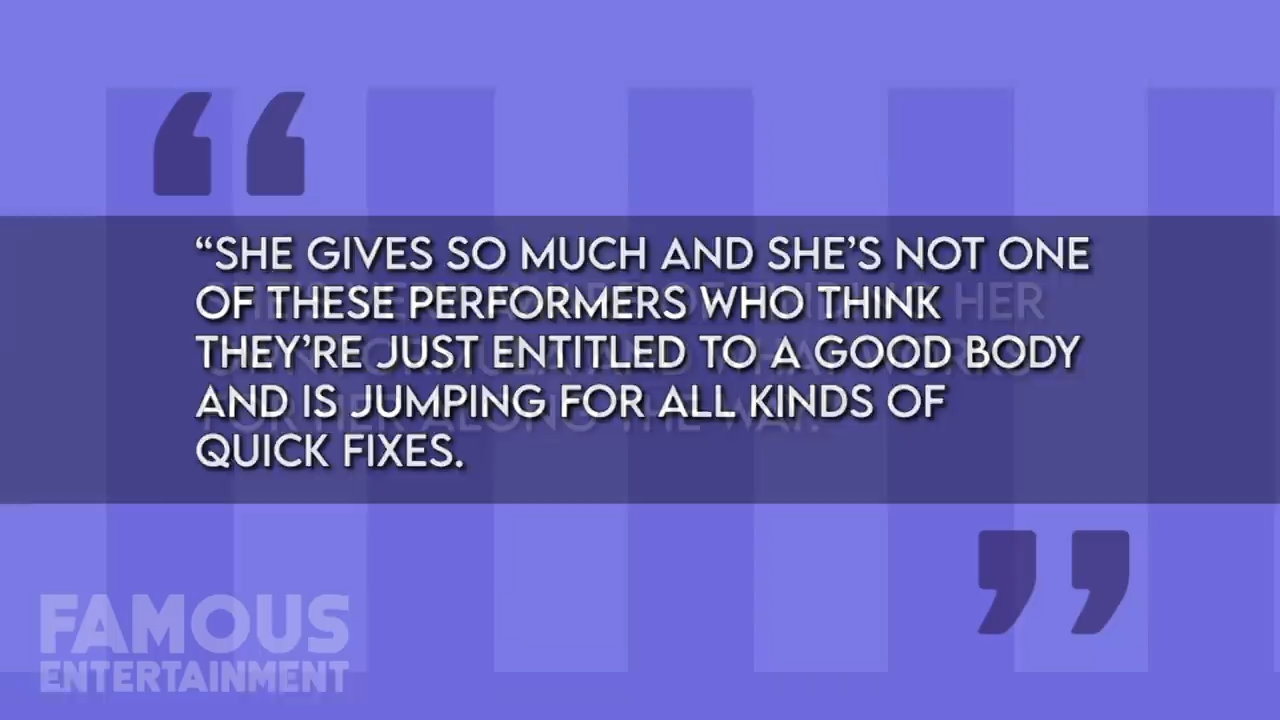 “SHE GIVES SO MUCH AND SHE’S NOT ONE
OF THESE PERFORMERS WHO THINK
THEY’RE JUST ENTITLED TO A GOOD BODY
AND IS JUMPING FOR ALL KINDS OF
QUICK FIXES.
FAMOUS
ENTERTAINMENT